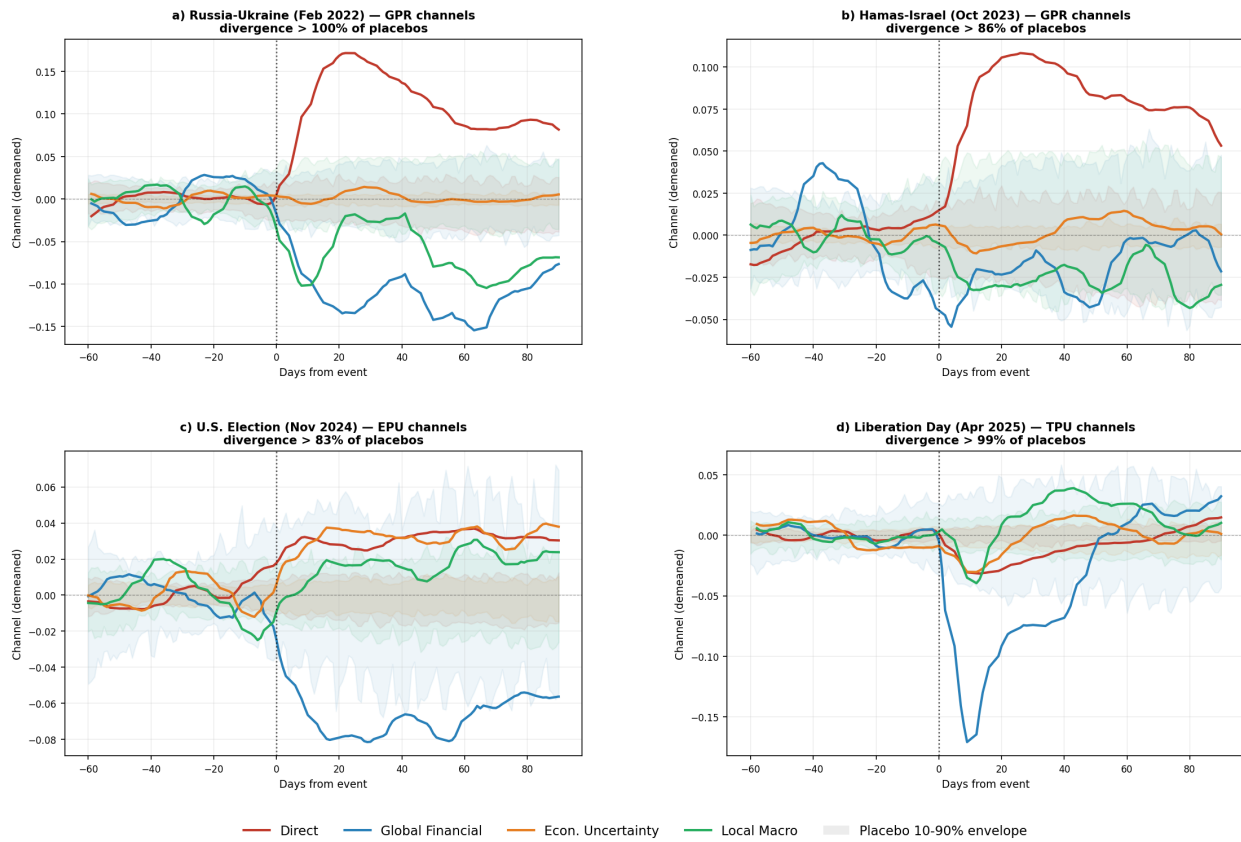 a) Russia-Ukraine (Feb 2022) — GPR channels
divergence > 100% of placebos
Channel (demeaned)
0.15
0.10
0.05
0.00
−0.05
−0.10
−0.15
−60
−40
−20
0
20
40
60
80
Days from event
b) Hamas-Israel (Oct 2023) — GPR channels
divergence > 86% of placebos
Channel (demeaned)
0.100
0.075
0.050
0.025
0.000
−0.025
−0.050
−60
−40
−20
0
20
40
60
80
Days from event
c) U.S. Election (Nov 2024) — EPU channels
divergence > 83% of placebos
Channel (demeaned)
0.06
0.04
0.02
0.00
−0.02
−0.04
−0.06
−0.08
−60
−40
−20
0
20
40
60
80
Days from event
d) Liberation Day (Apr 2025) — TPU channels
divergence > 99% of placebos
Channel (demeaned)
0.05
0.00
−0.05
−0.10
−0.15
−60
−40
−20
0
20
40
60
80
Days from event
Direct
Global Financial
Econ. Uncertainty
Local Macro
Placebo 10-90% envelope